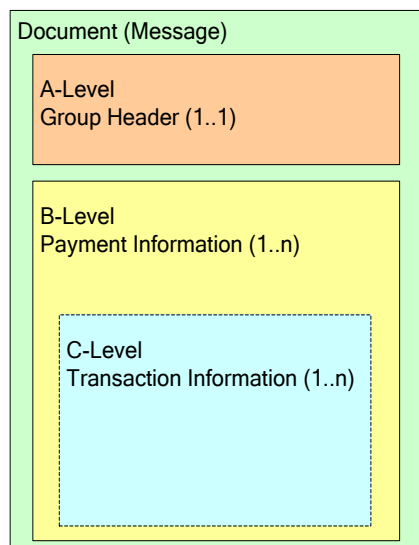 Document (Message)
A-Level
Group Header (1..1)
B-Level
Payment Information (1..n)
C-Level
Transaction Information (1..n)